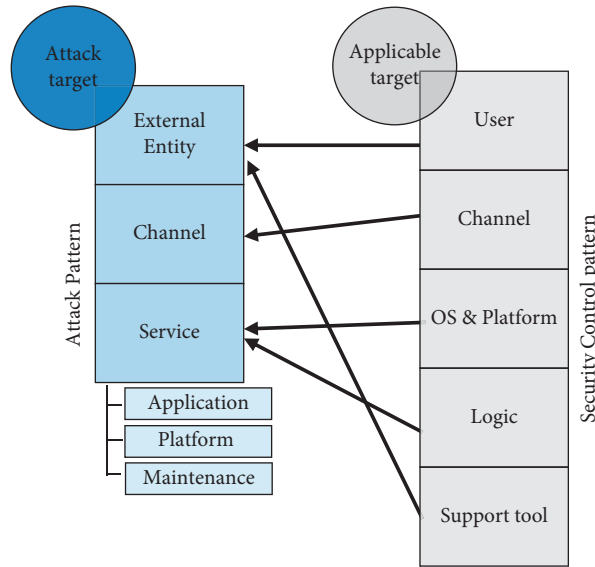 Attack
target
External
Entity
Channel
Service
Application
Platform
Maintenance
Attack Pattern
Applicable
target
User
Channel
OS & Platform
Logic
Support tool
Security Control pattern